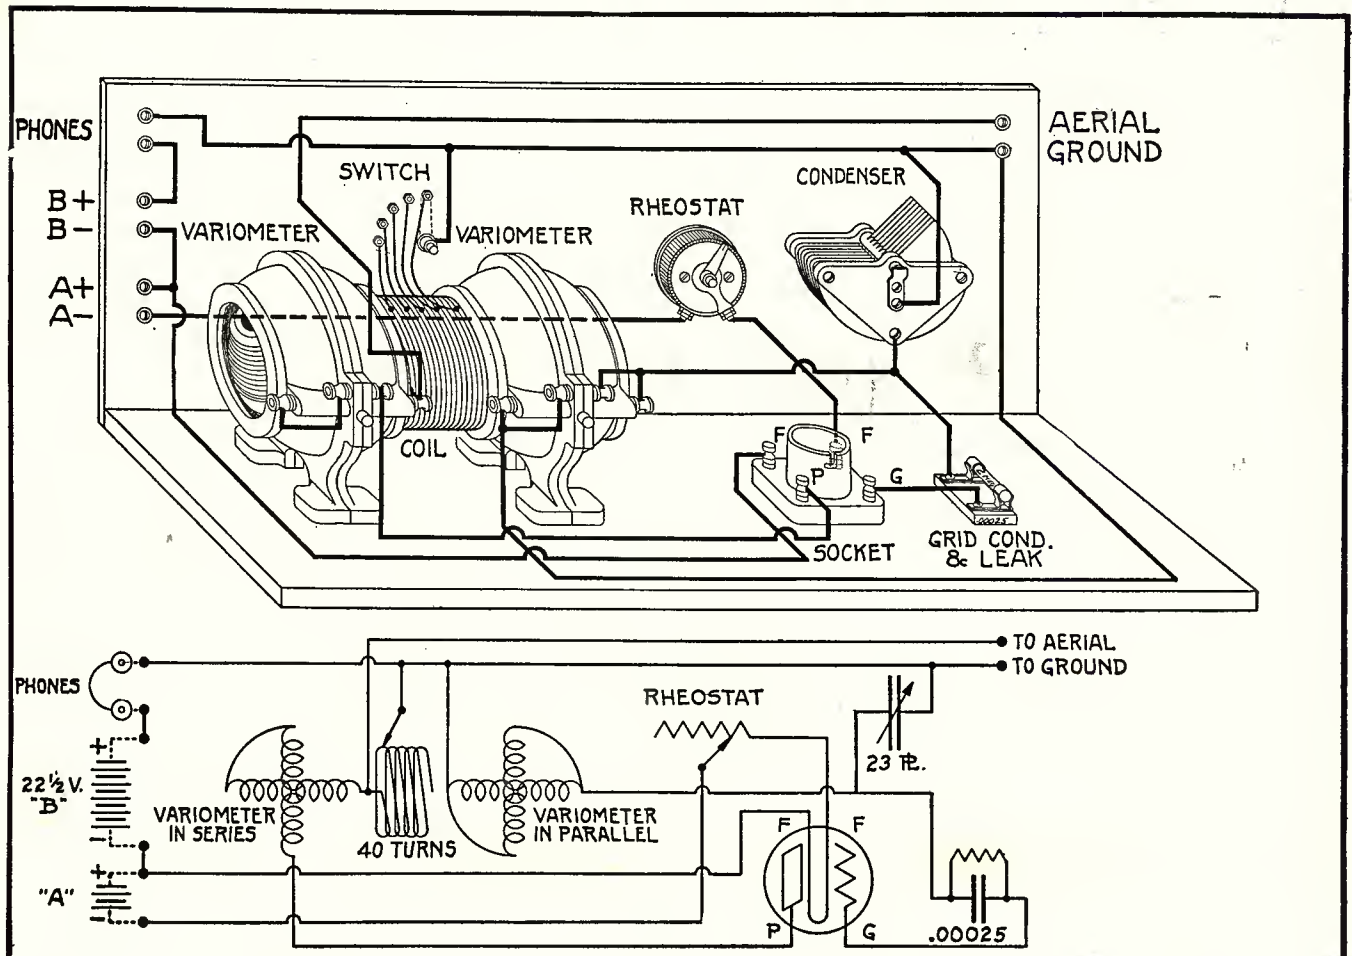 PHONES
B+
B-
A+
A-
AERIAL
GROUND
SWITCH
VARIOMETER
VARIOMETER
RHEOSTAT
CONDENSER
COIL
F
F
P
G
SOCKET
.00025
GRID COND.
& LEAK
TO AERIAL
TO GROUND
PHONES
RHEOSTAT
+
22½ V.
"B"
-
VARIOMETER
IN SERIES
40 TURNS
VARIOMETER
IN PARALLEL
23 PL.
F
F
+
"A"
-
P
G
.00025